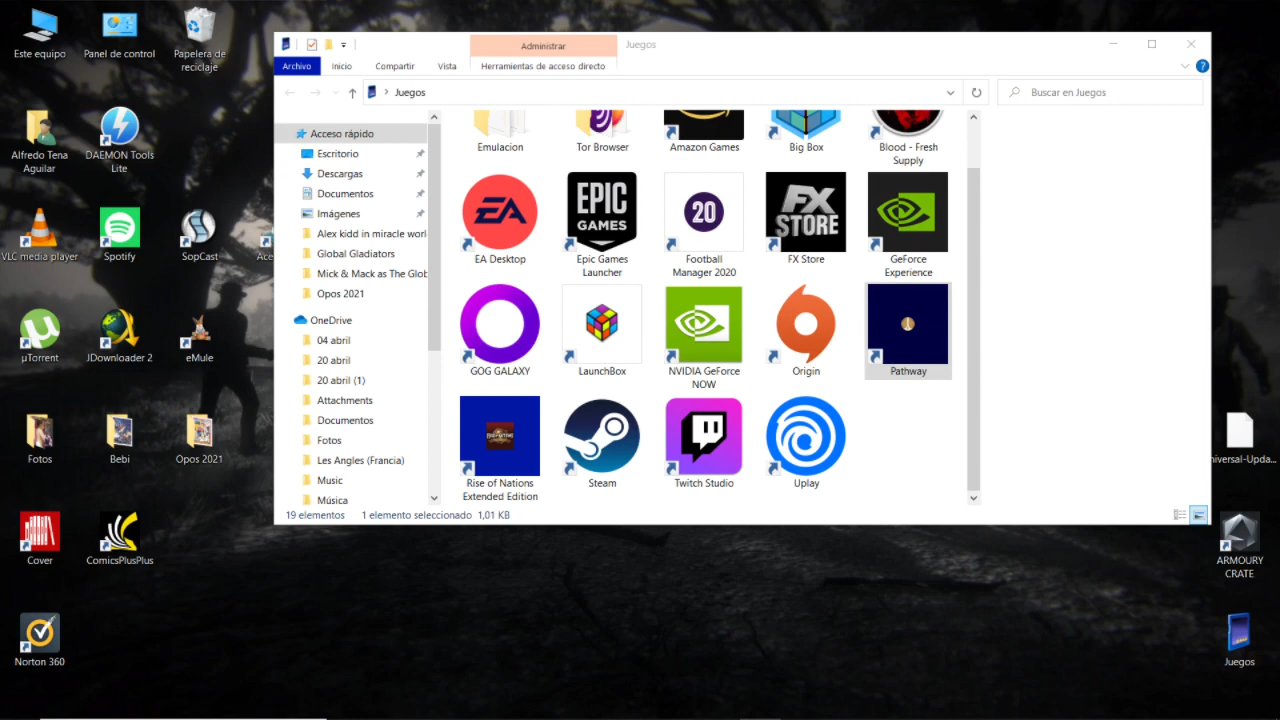 Este equipo
Panel de control
Papelera de
reciclaje
Alfredo Tena
Aguilar
DAEMON Tools
Lite
VLC media player
Spotify
SopCast
Ace
µTorrent
JDownloader 2
eMule
Fotos
Bebi
Opos 2021
Cover
ComicsPlusPlus
Norton 360
Administrar
Juegos
Archivo
Inicio
Compartir
Vista
Herramientas de acceso directo
?
Juegos
Buscar en Juegos
Acceso rápido
Escritorio
Descargas
Documentos
Imágenes
Alex kidd in miracle worl
Global Gladiators
Mick & Mack as The Glob
Opos 2021
OneDrive
04 abril
20 abril
20 abril (1)
Attachments
Documentos
Fotos
Les Angles (Francia)
Music
Música
Emulacion
Tor Browser
Amazon Games
Big Box
Blood - Fresh
Supply
EA
EPIC
GAMES
20
FX
STORE
EA Desktop
Epic Games
Launcher
Football
Manager 2020
FX Store
GeForce
Experience
GOG GALAXY
LaunchBox
NVIDIA GeForce
NOW
Origin
Pathway
Rise of Nations
Extended Edition
Steam
Twitch Studio
Uplay
19 elementos
1 elemento seleccionado
1,01 KB
niversal-Upda...
ARMOURY
CRATE
Juegos